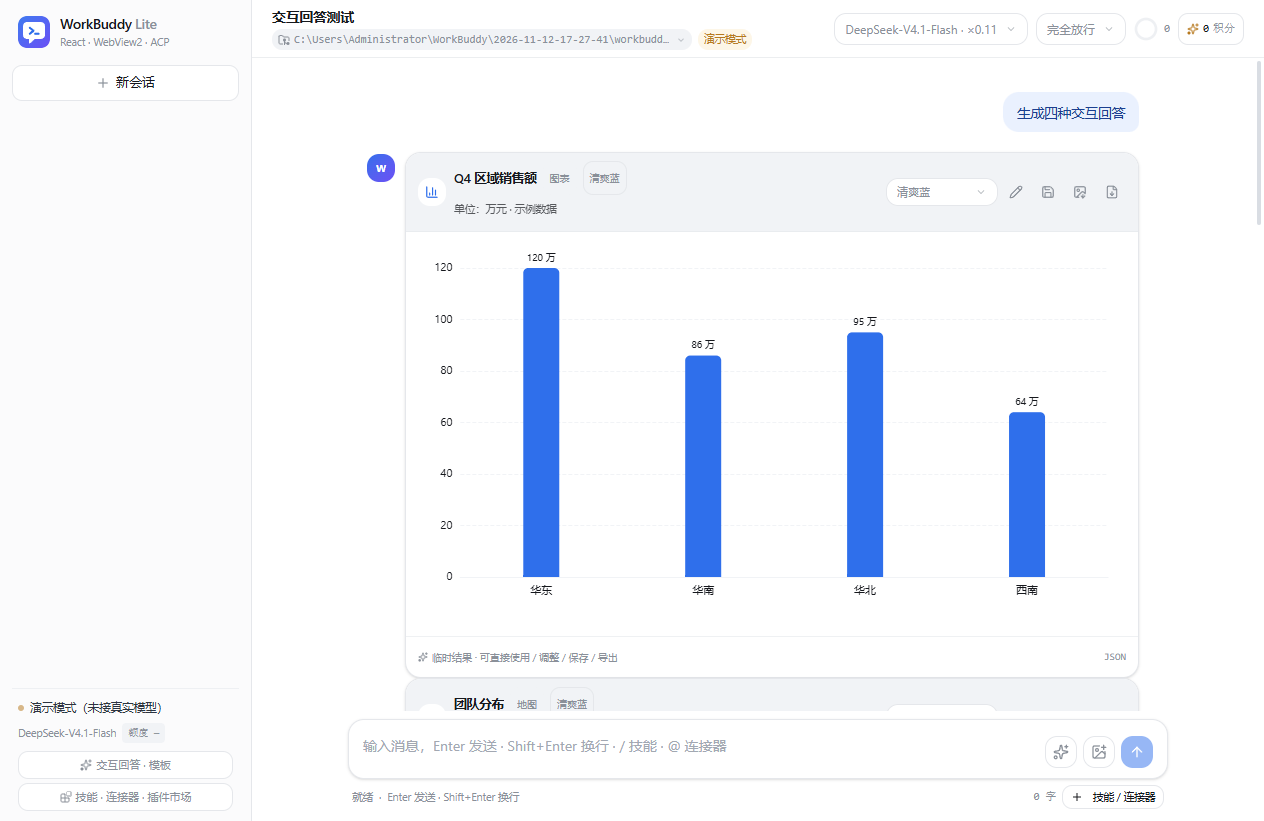 WorkBuddy Lite
React · WebView2 · ACP
新会话
演示模式（未接真实模型）
DeepSeek-V4.1-Flash 额度 –
交互回答 · 模板
技能 · 连接器 · 插件市场
交互回答测试
C:\Users\Administrator\WorkBuddy\2026-11-12-17-27-41\workbudd…
演示模式
DeepSeek-V4.1-Flash · ×0.11
完全放行
0
0 积分
生成四种交互回答
W
Q4 区域销售额 图表 清爽蓝
单位：万元 · 示例数据
清爽蓝
120 万
120
95 万
100
86 万
80
64 万
60
40
20
0
华东 华南 华北 西南
临时结果 · 可直接使用 / 调整 / 保存 / 导出
JSON
团队分布 地图 清爽蓝
输入消息，Enter 发送 · Shift+Enter 换行 · / 技能 · @ 连接器
就绪 · Enter 发送 · Shift+Enter 换行
0 字
+ 技能 / 连接器